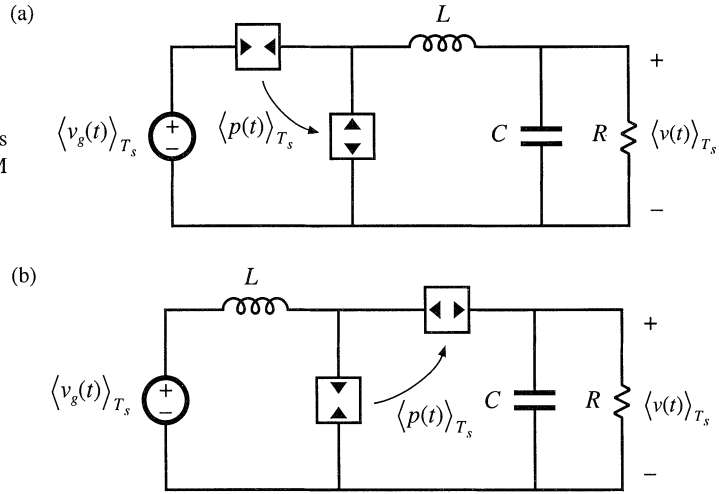 (a)
L
s
M
⟨v_g(t)⟩_{T_s}
+
−
⟨p(t)⟩_{T_s}
C
R
+
⟨v(t)⟩_{T_s}
−
(b)
L
⟨v_g(t)⟩_{T_s}
+
−
⟨p(t)⟩_{T_s}
C
R
+
⟨v(t)⟩_{T_s}
−